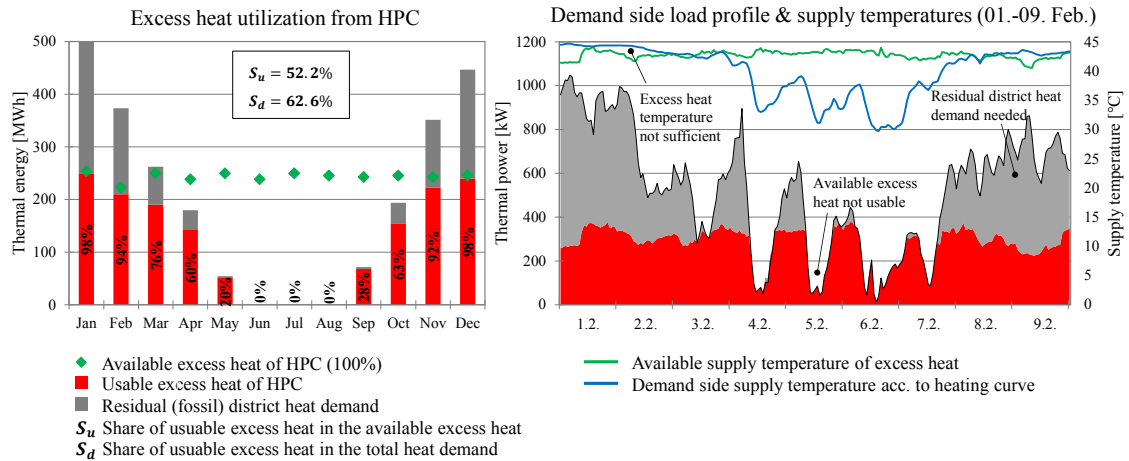 Excess heat utilization from HPC
Thermal energy [MWh]
500
400
300
200
100
0
S_u = 52.2%
S_d = 62.6%
98%
94%
76%
60%
20%
0%
0%
0%
28%
63%
92%
98%
Jan Feb Mar Apr May Jun Jul Aug Sep Oct Nov Dec
Available excess heat of HPC (100%)
Usable excess heat of HPC
Residual (fossil) district heat demand
S_u Share of usuable excess heat in the available excess heat
S_d Share of usuable excess heat in the total heat demand
Demand side load profile & supply temperatures (01.-09. Feb.)
Thermal power [kW]
1200
1000
800
600
400
200
0
Excess heat
temperature
not sufficient
Available excess
heat not usable
Residual district heat
demand needed
45
40
35
30
25
20
15
10
5
0
Supply temperature [°C]
1.2. 2.2. 3.2. 4.2. 5.2. 6.2. 7.2. 8.2. 9.2.
Available supply temperature of excess heat
Demand side supply temperature acc. to heating curve